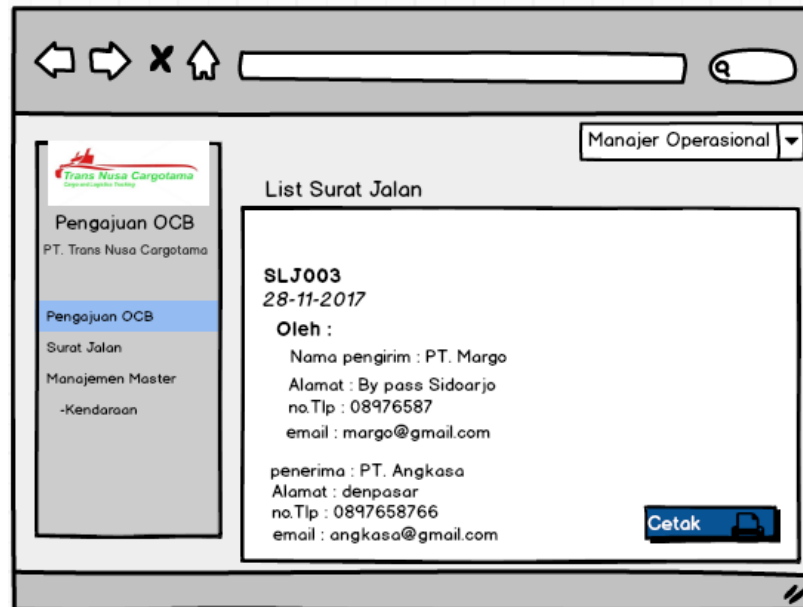 Manajer Operasional
Trans Nusa Cargotama
Pengajuan OCB
PT. Trans Nusa Cargotama
Pengajuan OCB
Surat Jalan
Manajemen Master
-Kendaraan
List Surat Jalan
SLJ003
28-11-2017
Oleh :
Nama pengirim : PT. Margo
Alamat : By pass Sidoarjo
no.Tlp : 08976587
email : margo@gmail.com
penerima : PT. Angkasa
Alamat : denpasar
no.Tlp : 0897658766
email : angkasa@gmail.com
Cetak